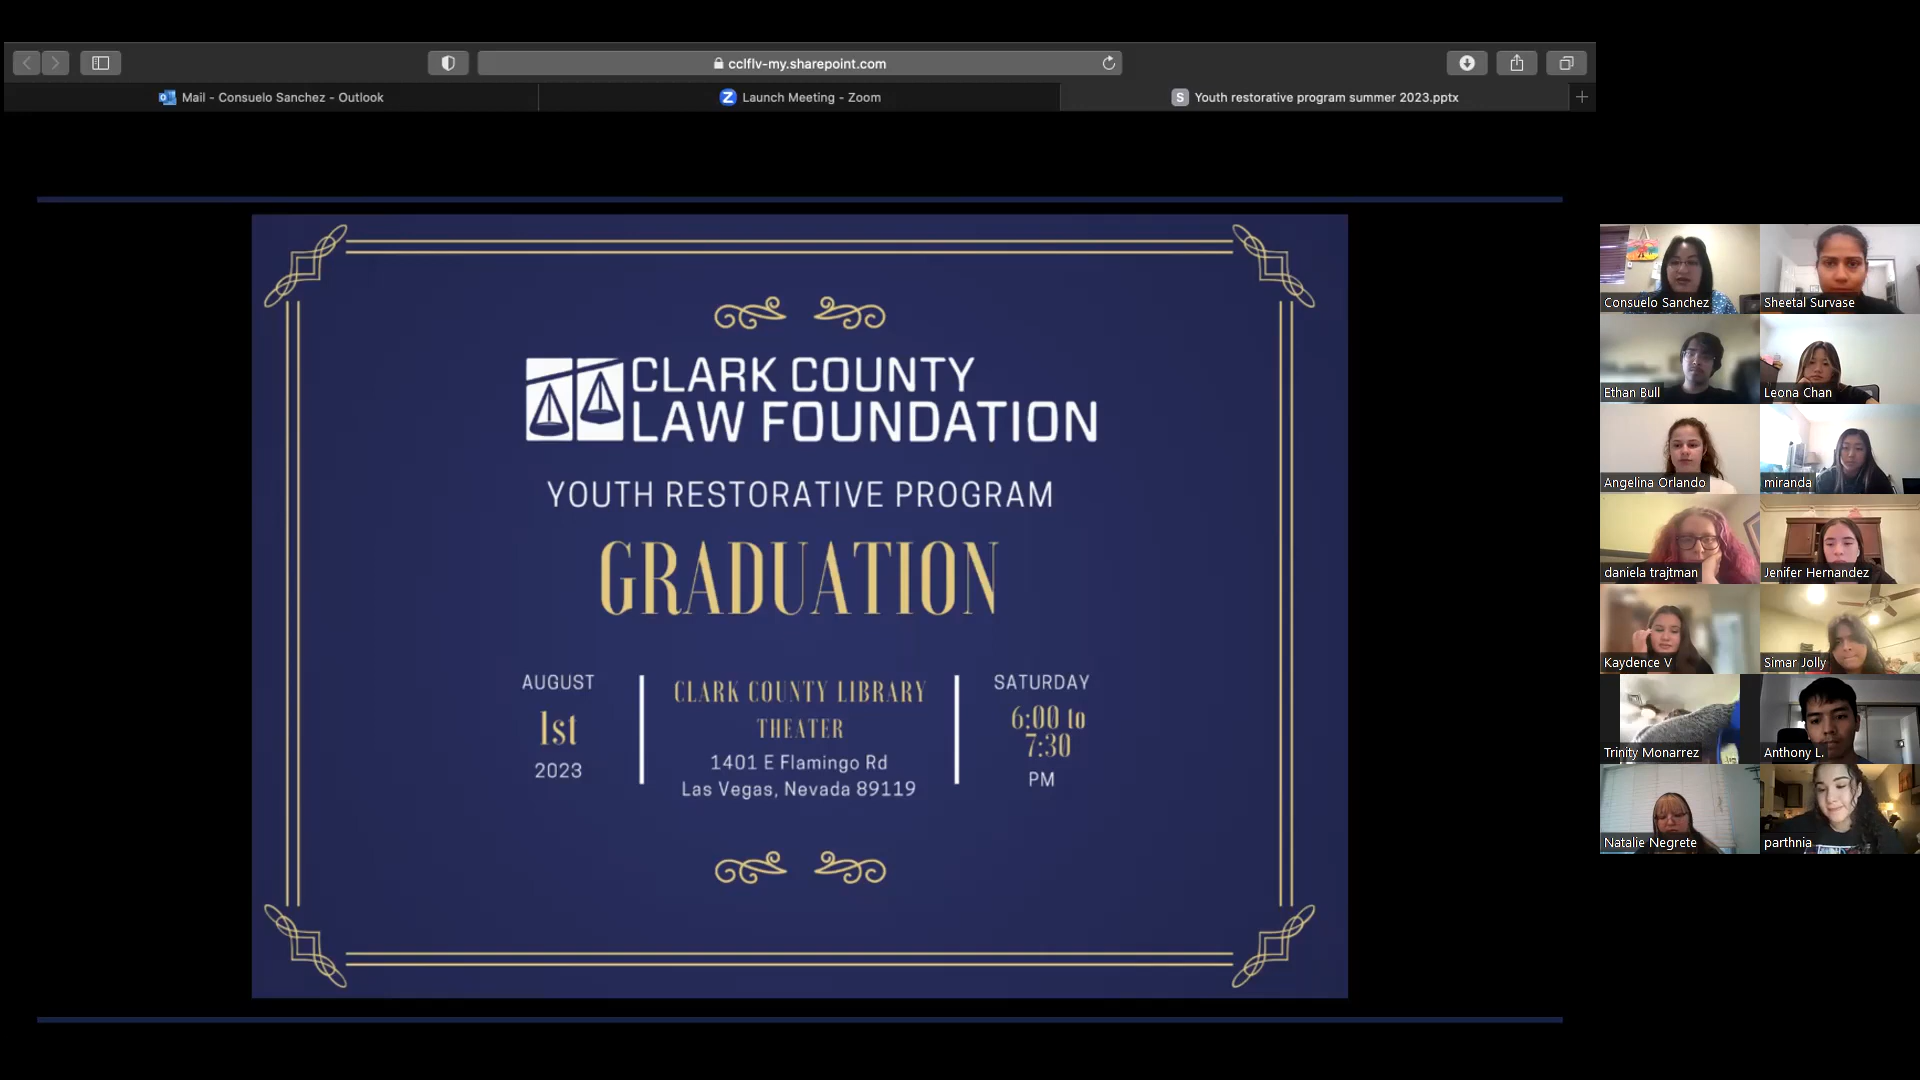 cclflv-my.sharepoint.com
Mail - Consuelo Sanchez - Outlook
Launch Meeting - Zoom
Youth restorative program summer 2023.pptx
CLARK COUNTY
LAW FOUNDATION
YOUTH RESTORATIVE PROGRAM
GRADUATION
AUGUST
1st
2023
CLARK COUNTY LIBRARY
THEATER
1401 E Flamingo Rd
Las Vegas, Nevada 89119
SATURDAY
6:00 to
7:30
PM
Consuelo Sanchez
Sheetal Survase
Ethan Bull
Leona Chan
Angelina Orlando
miranda
daniela trajtman
Jenifer Hernandez
Kaydence V
Simar Jolly
Trinity Monarrez
Anthony L.
Natalie Negrete
parthnia